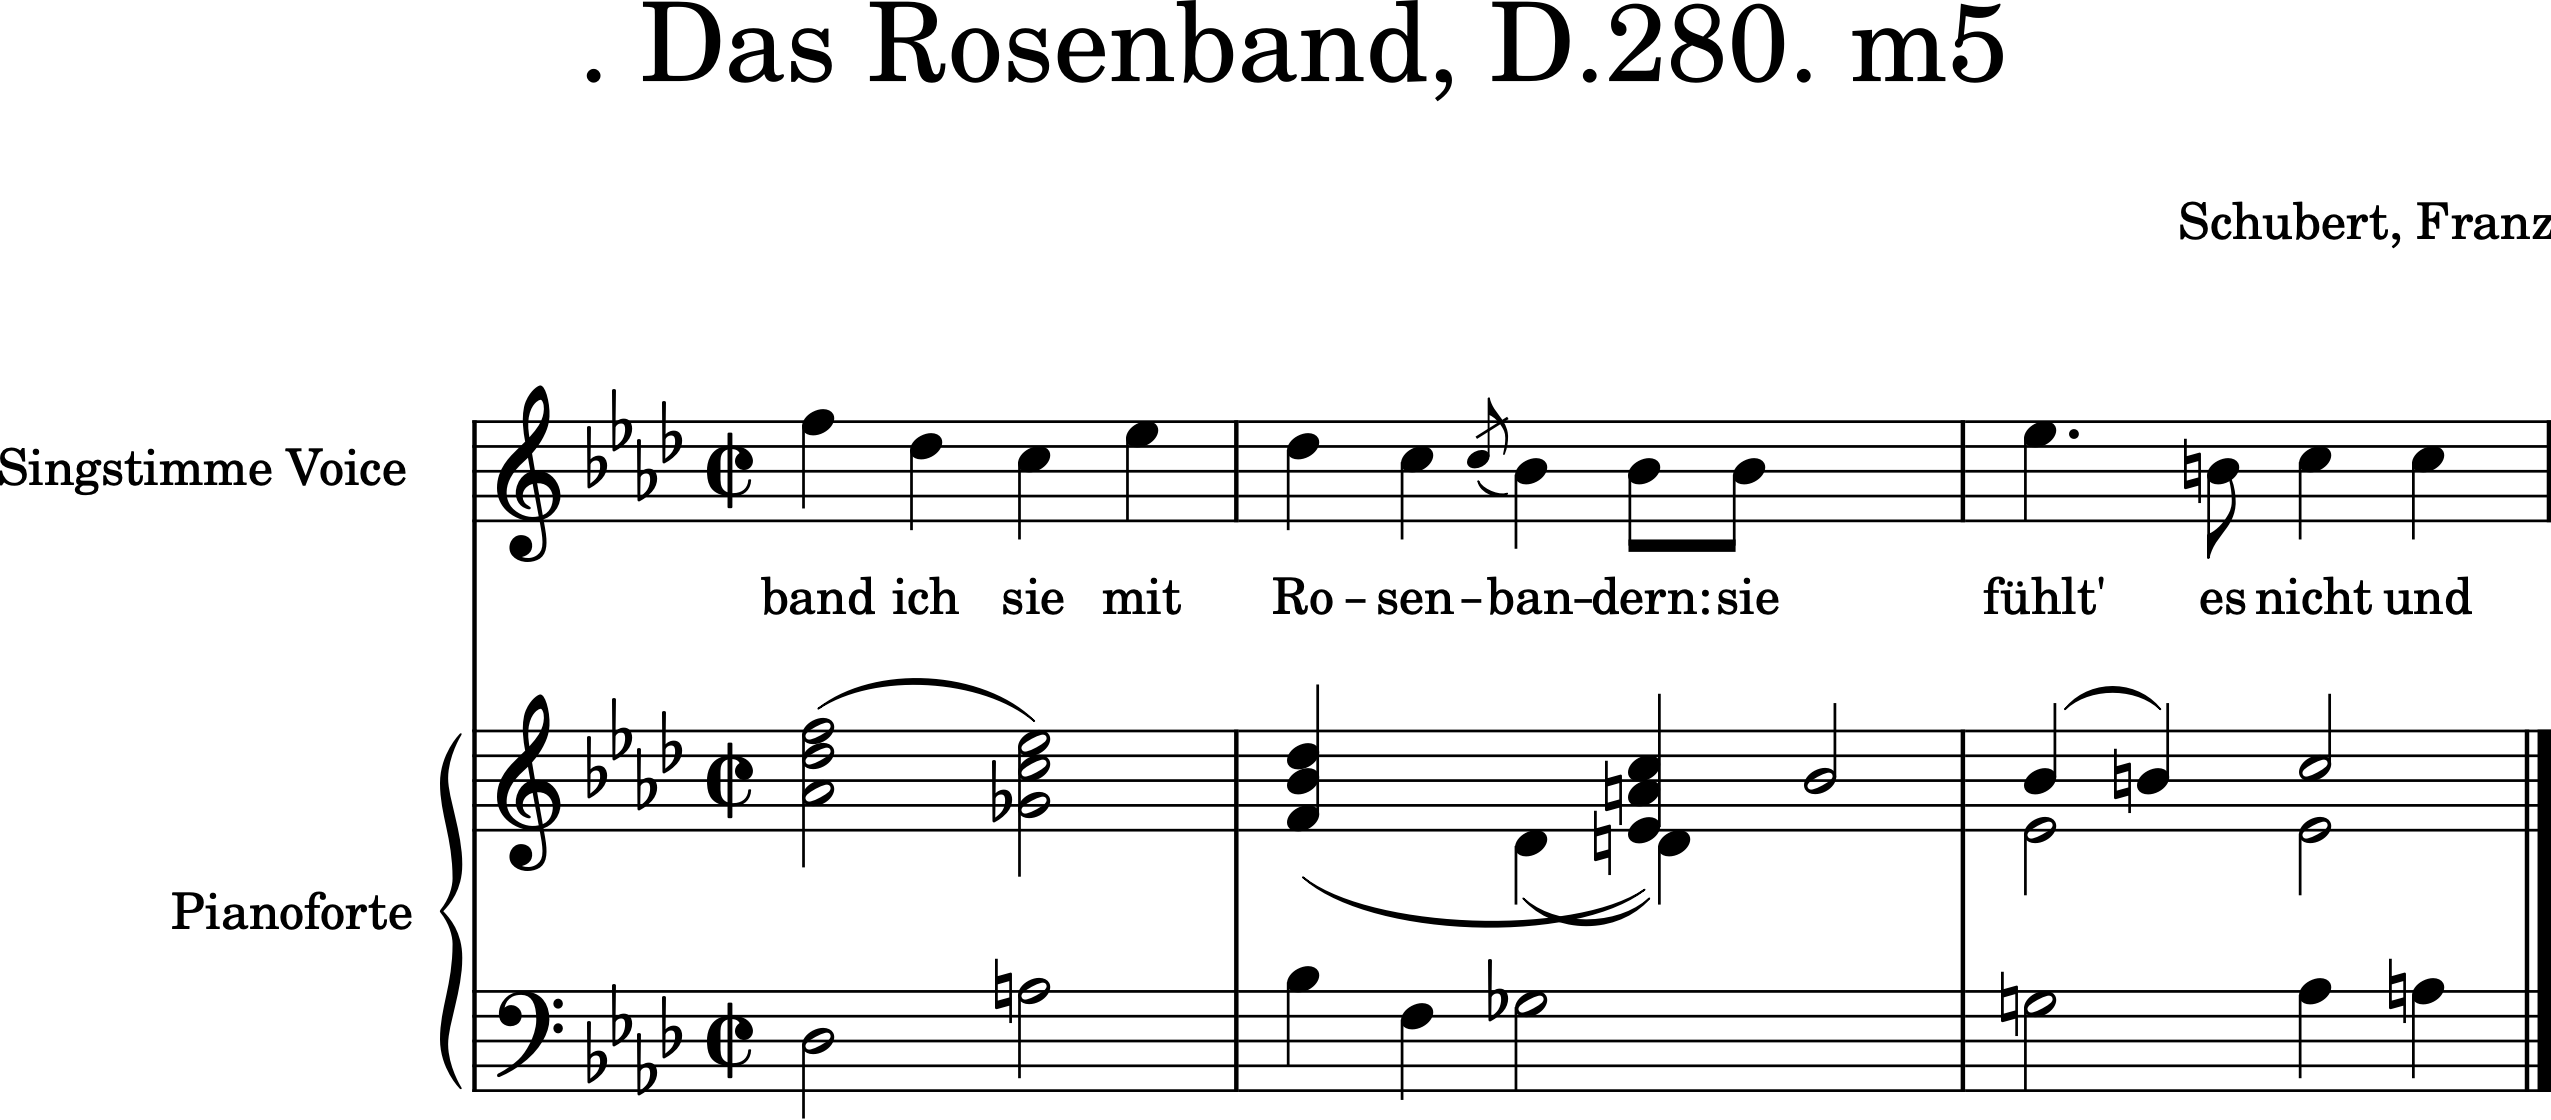 . Das Rosenband, D.280. m5
Schubert, Franz
Singstimme Voice
band ich sie mit Ro – sen – ban–dern: sie fühlt' es nicht und
Pianoforte